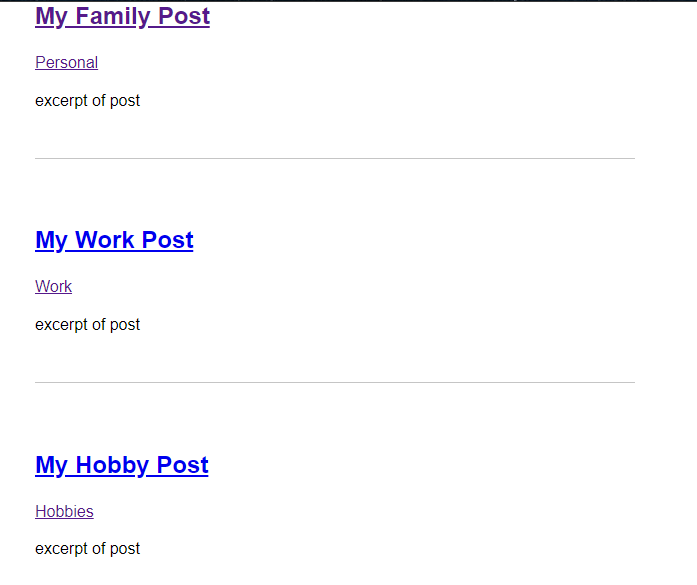 My Family Post
Personal
excerpt of post
My Work Post
Work
excerpt of post
My Hobby Post
Hobbies
excerpt of post